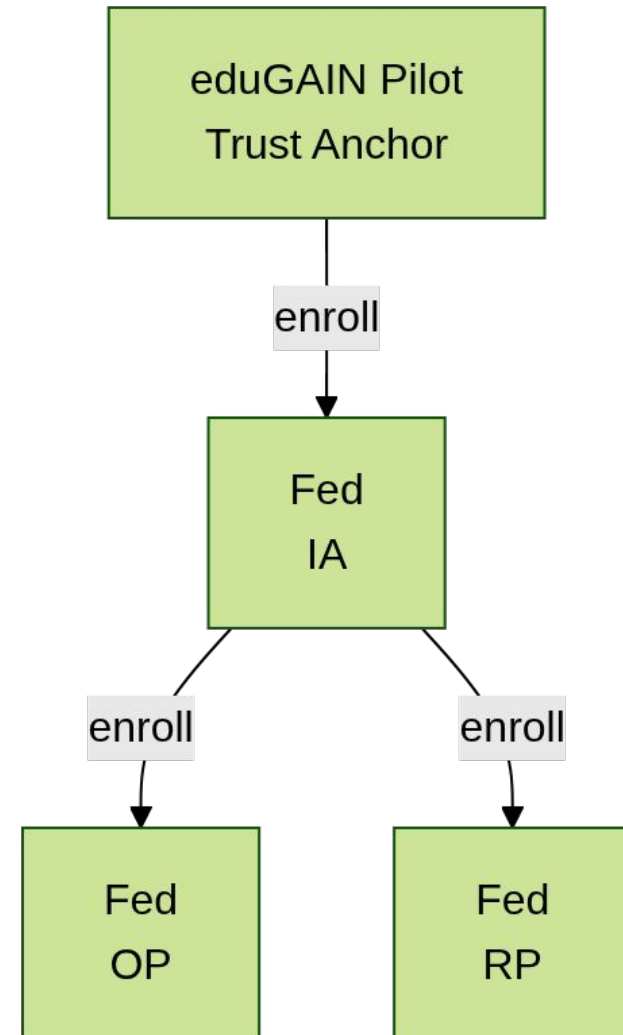 eduGAIN Pilot
Trust Anchor
enroll
Fed
IA
enroll
enroll
Fed
OP
Fed
RP